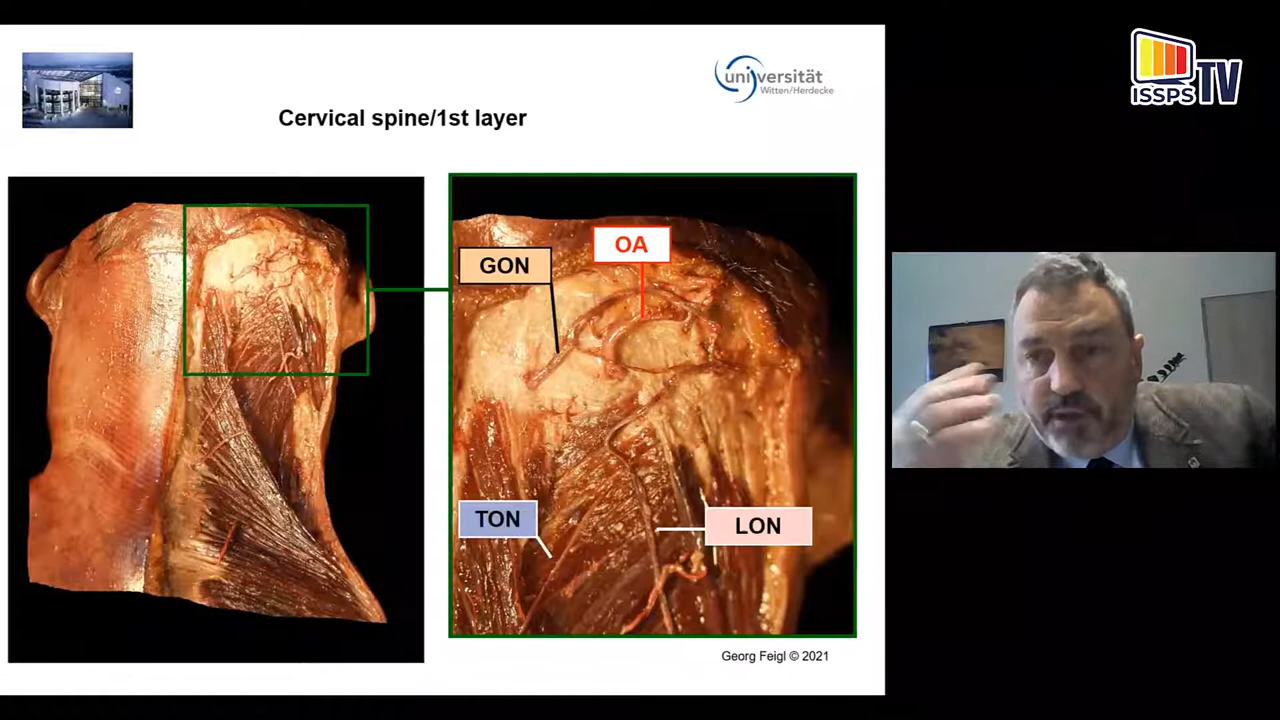 universität
Witten/Herdecke
ISSPS TV
Cervical spine/1st layer
OA
GON
TON
LON
Georg Feigl © 2021